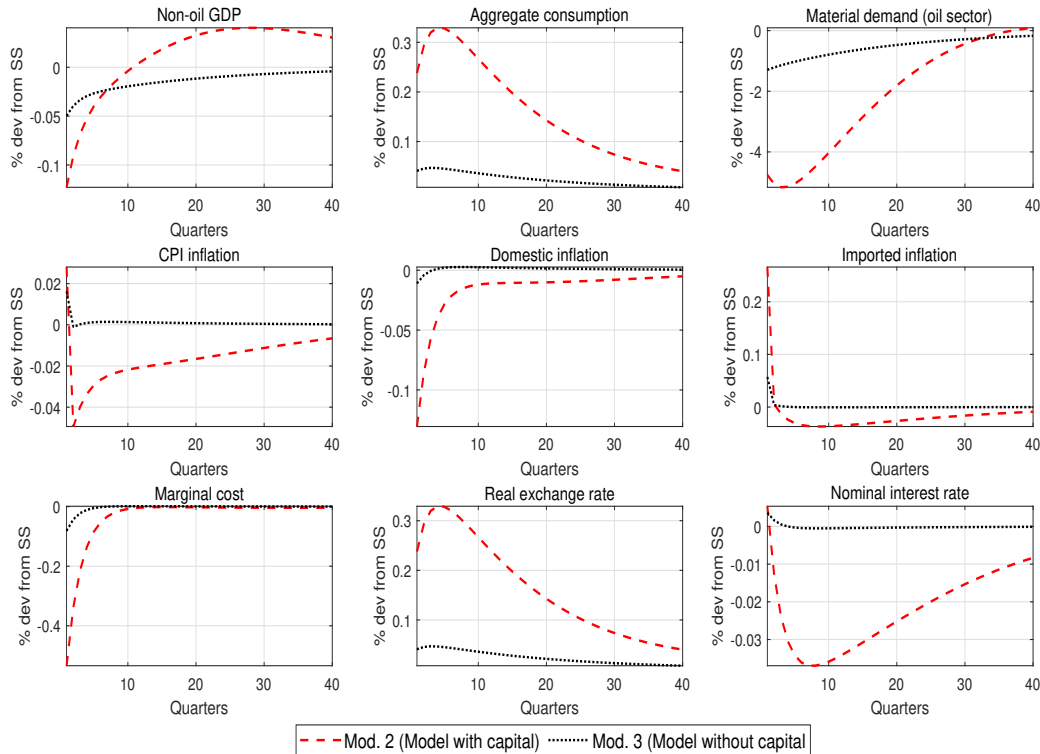 Non-oil GDP
Aggregate consumption
Material demand (oil sector)
% dev from SS
0
-0.05
-0.1
10 20 30 40
Quarters
% dev from SS
0.3
0.2
0.1
10 20 30 40
Quarters
% dev from SS
0
-2
-4
10 20 30 40
Quarters
CPI inflation
Domestic inflation
Imported inflation
% dev from SS
0.02
0
-0.02
-0.04
10 20 30 40
Quarters
% dev from SS
0
-0.05
-0.1
10 20 30 40
Quarters
% dev from SS
0.2
0.1
0
10 20 30 40
Quarters
Marginal cost
Real exchange rate
Nominal interest rate
% dev from SS
0
-0.2
-0.4
10 20 30 40
Quarters
% dev from SS
0.3
0.2
0.1
10 20 30 40
Quarters
% dev from SS
0
-0.01
-0.02
-0.03
10 20 30 40
Quarters
Mod. 2 (Model with capital) Mod. 3 (Model without capital